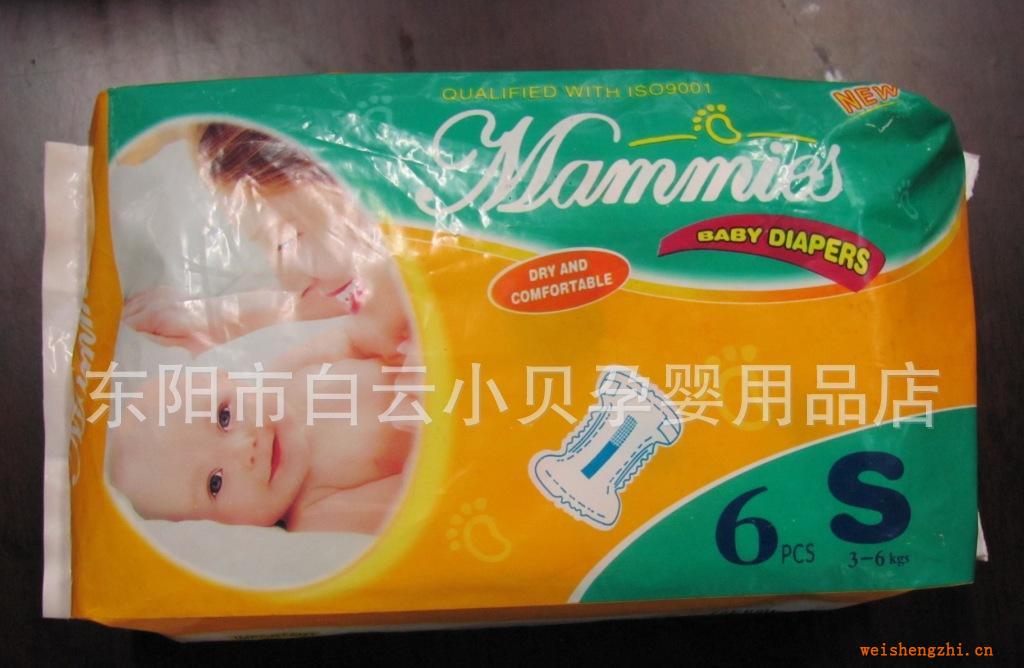 QUALIFIED WITH ISO9001
NEW
Mammies
BABY DIAPERS
DRY AND
COMFORTABLE
东阳市白云小贝孕婴用品店
6 PCS
S
3-6 kgs
IMPORTANT
weishengzhi.cn